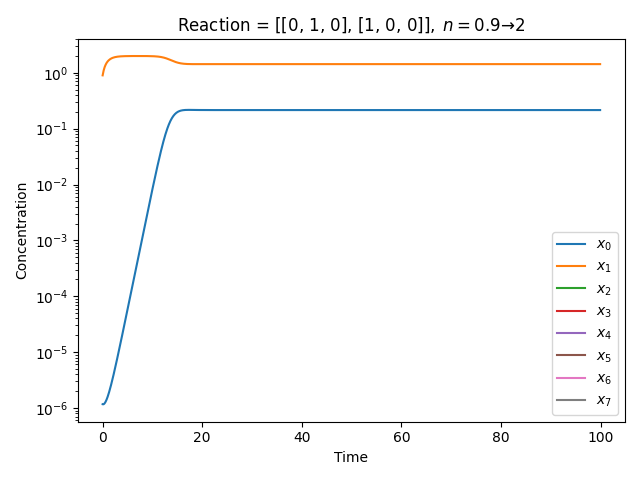 Reaction = [[0, 1, 0], [1, 0, 0]], n = 0.9→2
Concentration
10⁰
10⁻¹
10⁻²
10⁻³
10⁻⁴
10⁻⁵
10⁻⁶
0 20 40 60 80 100
Time
x₀
x₁
x₂
x₃
x₄
x₅
x₆
x₇